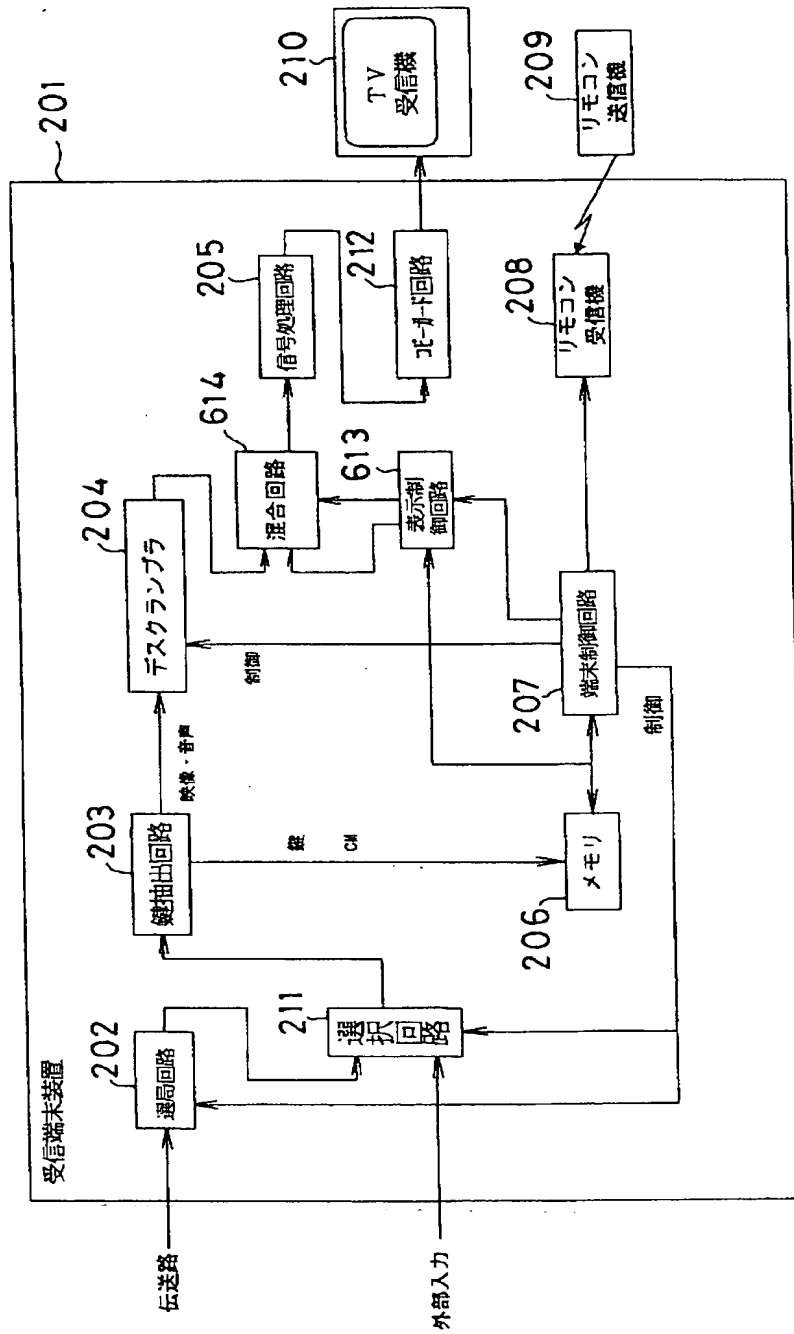 受信端末装置
201
伝送路
外部入力
202
選局回路
211
選択回路
203
鍵抽出回路
映像・音声
鍵
CM
204
デスクランブラ
制御
206
メモリ
207
端末制御回路
制御
614
混合回路
613
表示制
御回路
205
信号処理回路
212
コピーガード回路
208
リモコン
受信機
210
TV
受信機
209
リモコン
送信機